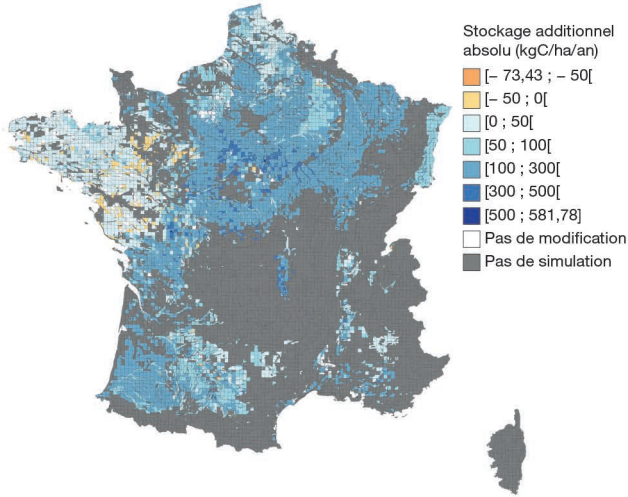 Stockage additionnel
absolu (kgC/ha/an)
[– 73,43 ; – 50[
[– 50 ; 0[
[0 ; 50[
[50 ; 100[
[100 ; 300[
[300 ; 500[
[500 ; 581,78]
Pas de modification
Pas de simulation